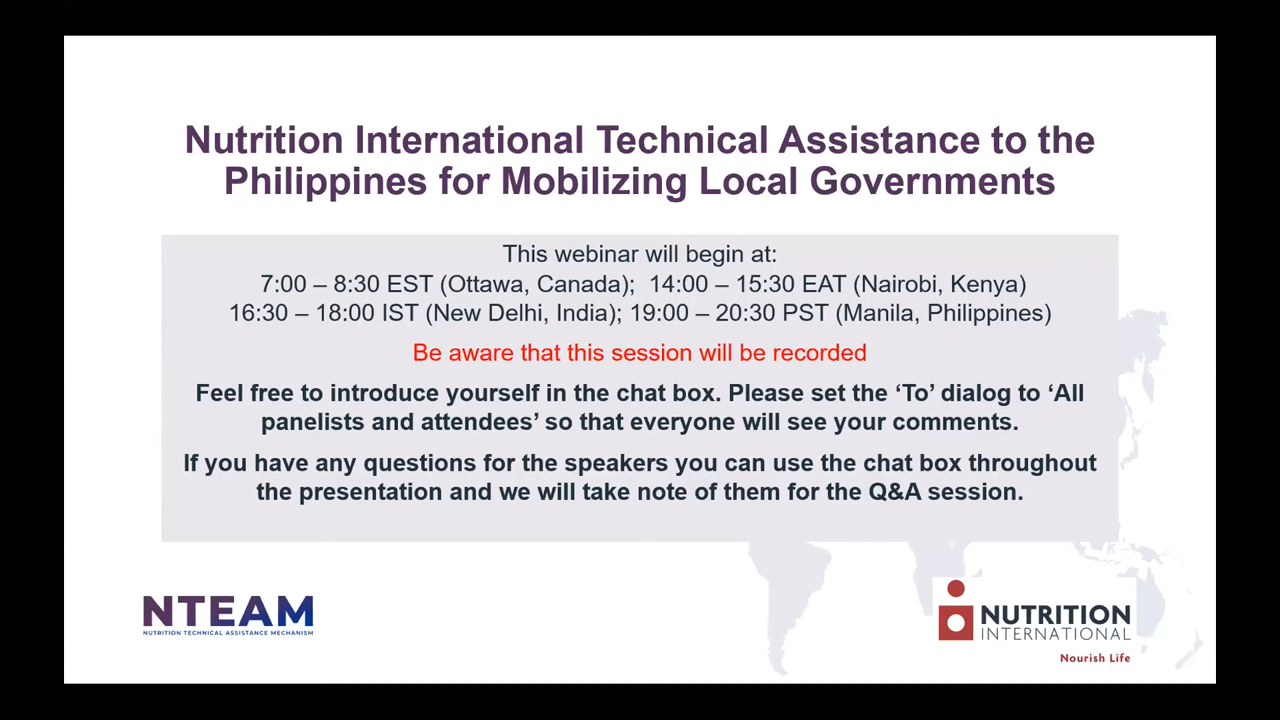 Nutrition International Technical Assistance to the
Philippines for Mobilizing Local Governments
This webinar will begin at:
7:00 – 8:30 EST (Ottawa, Canada);  14:00 – 15:30 EAT (Nairobi, Kenya)
16:30 – 18:00 IST (New Delhi, India); 19:00 – 20:30 PST (Manila, Philippines)
Be aware that this session will be recorded
Feel free to introduce yourself in the chat box. Please set the ‘To’ dialog to ‘All
panelists and attendees’ so that everyone will see your comments.
If you have any questions for the speakers you can use the chat box throughout
the presentation and we will take note of them for the Q&A session.
NTEAM
NUTRITION TECHNICAL ASSISTANCE MECHANISM
NUTRITION
INTERNATIONAL
Nourish Life